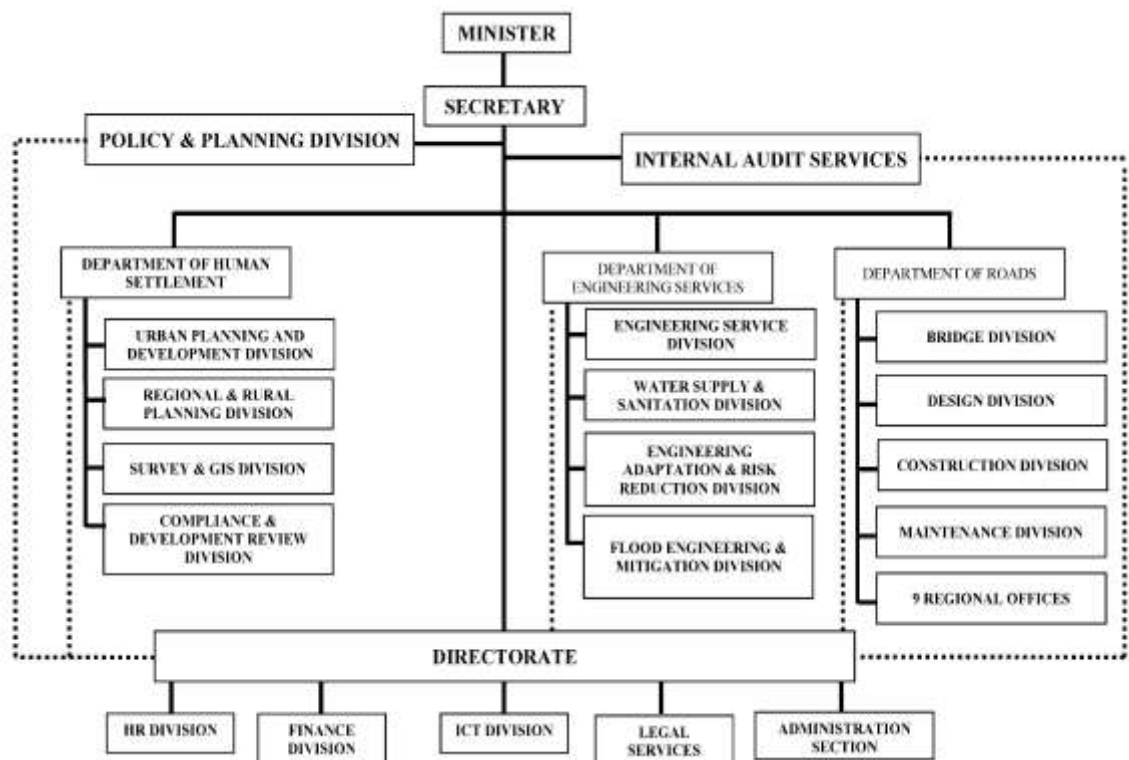 MINISTER
SECRETARY
POLICY & PLANNING DIVISION
INTERNAL AUDIT SERVICES
DEPARTMENT OF HUMAN
SETTLEMENT
URBAN PLANNING AND
DEVELOPMENT DIVISION
REGIONAL & RURAL
PLANNING DIVISION
SURVEY & GIS DIVISION
COMPLIANCE &
DEVELOPMENT REVIEW
DIVISION
DEPARTMENT OF
ENGINEERING SERVICES
ENGINEERING SERVICE
DIVISION
WATER SUPPLY &
SANITATION DIVISION
ENGINEERING
ADAPTATION & RISK
REDUCTION DIVISION
FLOOD ENGINEERING &
MITIGATION DIVISION
DEPARTMENT OF ROADS
BRIDGE DIVISION
DESIGN DIVISION
CONSTRUCTION DIVISION
MAINTENANCE DIVISION
9 REGIONAL OFFICES
DIRECTORATE
HR DIVISION
FINANCE
DIVISION
ICT DIVISION
LEGAL
SERVICES
ADMINISTRATION
SECTION